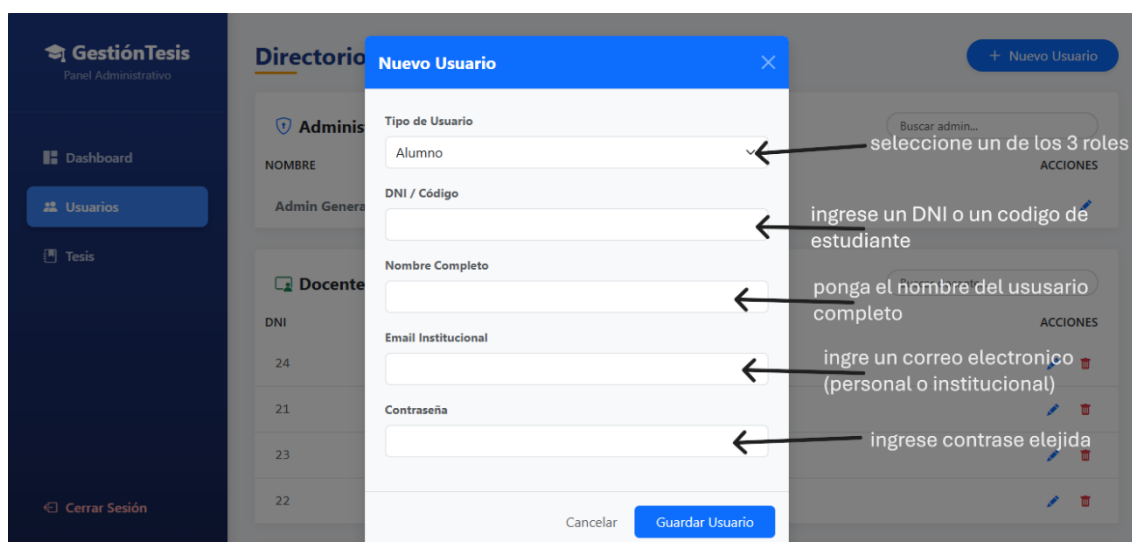 GestiónTesis
Panel Administrativo
Dashboard
Usuarios
Tesis
Cerrar Sesión
Directorio
+ Nuevo Usuario
Adminis
Buscar admin...
NOMBRE
ACCIONES
Admin Genera
Docente
DNI
ACCIONES
24
21
23
22
Nuevo Usuario
Tipo de Usuario
Alumno
seleccione un de los 3 roles
DNI / Código
ingrese un DNI o un codigo de
estudiante
Nombre Completo
ponga el nombre del ususario
completo
Email Institucional
ingre un correo electronico
(personal o institucional)
Contraseña
ingrese contrase elejida
Cancelar
Guardar Usuario